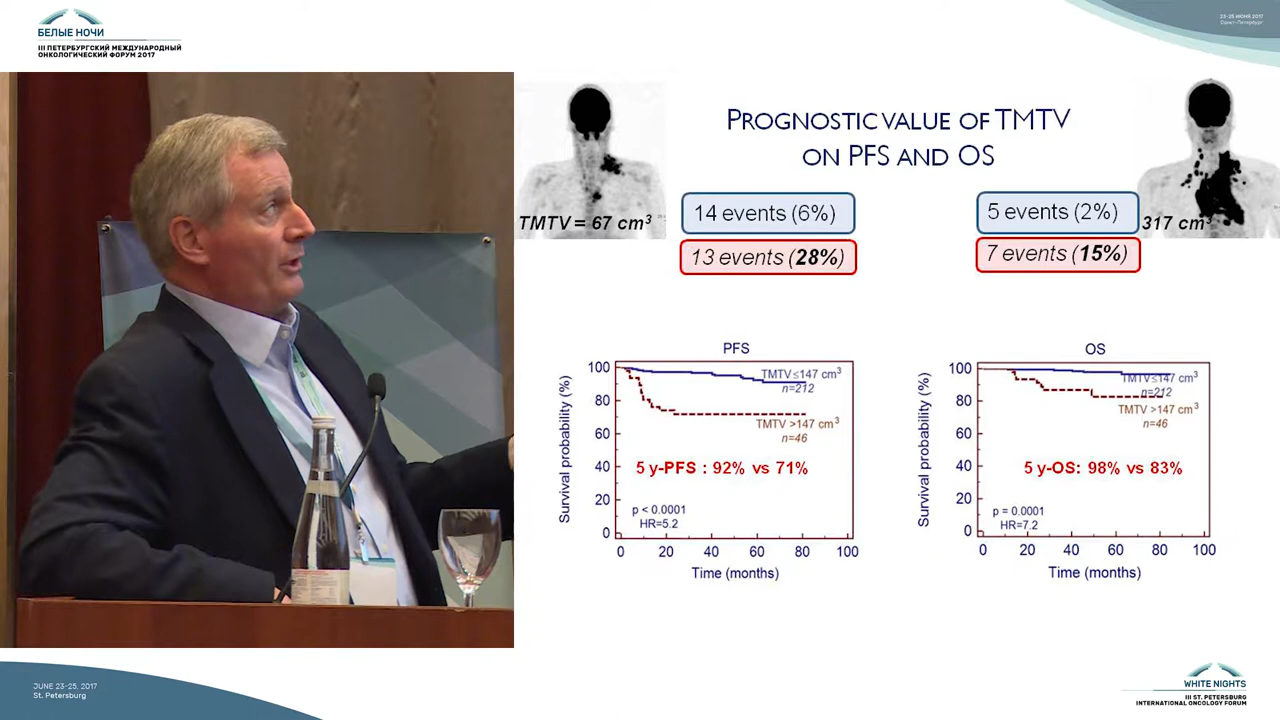 БЕЛЫЕ НОЧИ
III ПЕТЕРБУРГСКИЙ МЕЖДУНАРОДНЫЙ
ОНКОЛОГИЧЕСКИЙ ФОРУМ 2017
23-25 ИЮНЯ 2017
Санкт-Петербург
PROGNOSTIC VALUE OF TMTV
ON PFS AND OS
TMTV = 67 cm³
14 events (6%)
13 events (28%)
5 events (2%)
7 events (15%)
317 cm³
PFS
Survival probability (%)
100
80
60
40
20
0
TMTV≤147 cm³
n=212
TMTV >147 cm³
n=46
5 y-PFS : 92% vs 71%
p < 0.0001
HR=5.2
0 20 40 60 80 100
Time (months)
OS
Survival probability (%)
100
80
60
40
20
0
TMTV≤147 cm³
n=212
TMTV >147 cm³
n=46
5 y-OS: 98% vs 83%
p = 0.0001
HR=7.2
0 20 40 60 80 100
Time (months)
JUNE 23-25, 2017
St. Petersburg
WHITE NIGHTS
III ST. PETERSBURG
INTERNATIONAL ONCOLOGY FORUM